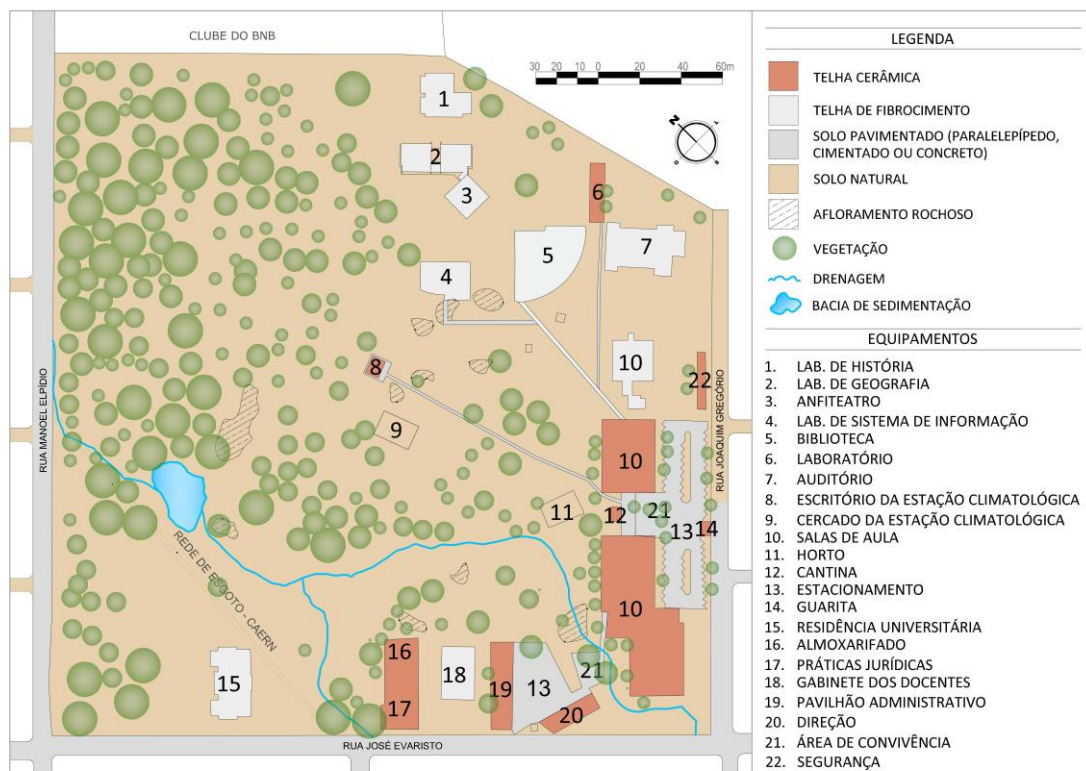 CLUBE DO BNB
30 20 10 0 20 40 60m
N
L
S
O
1
2
3
4
5
6
7
8
9
10
22
10
11
12
21
13
14
10
15
16
17
18
19
13
21
20
RUA MANOEL ELPÍDIO
RUA JOAQUIM GREGÓRIO
REDE DE ESGOTO - CAERN
RUA JOSÉ EVARISTO
LEGENDA
TELHA CERÂMICA
TELHA DE FIBROCIMENTO
SOLO PAVIMENTADO (PARALELEPÍPEDO,
CIMENTADO OU CONCRETO)
SOLO NATURAL
AFLORAMENTO ROCHOSO
VEGETAÇÃO
DRENAGEM
BACIA DE SEDIMENTAÇÃO
EQUIPAMENTOS
1. LAB. DE HISTÓRIA
2. LAB. DE GEOGRAFIA
3. ANFITEATRO
4. LAB. DE SISTEMA DE INFORMAÇÃO
5. BIBLIOTECA
6. LABORATÓRIO
7. AUDITÓRIO
8. ESCRITÓRIO DA ESTAÇÃO CLIMATOLÓGICA
9. CERCADO DA ESTAÇÃO CLIMATOLÓGICA
10. SALAS DE AULA
11. HORTO
12. CANTINA
13. ESTACIONAMENTO
14. GUARITA
15. RESIDÊNCIA UNIVERSITÁRIA
16. ALMOXARIFADO
17. PRÁTICAS JURÍDICAS
18. GABINETE DOS DOCENTES
19. PAVILHÃO ADMINISTRATIVO
20. DIREÇÃO
21. ÁREA DE CONVIVÊNCIA
22. SEGURANÇA